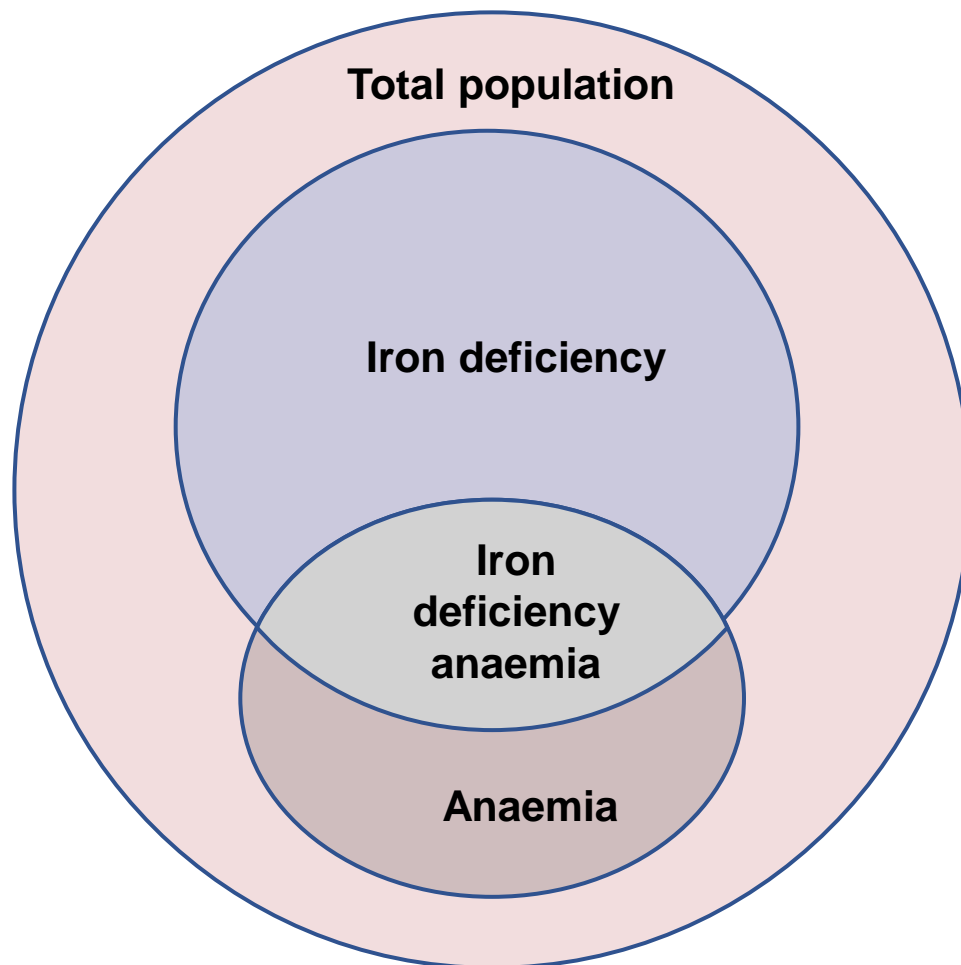 Total population
Iron deficiency
Iron
deficiency
anaemia
Anaemia